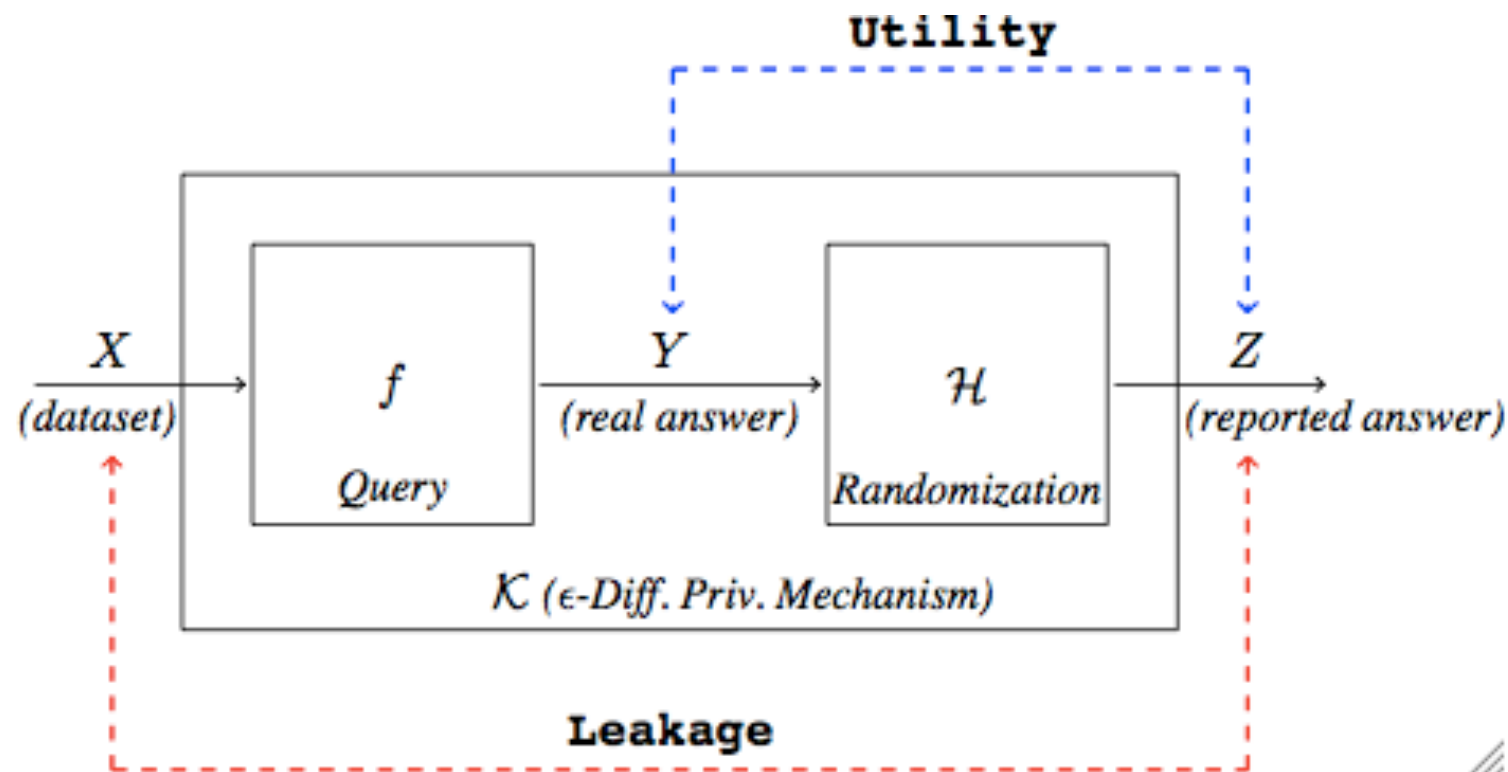 Utility
X
(dataset)
f
Query
Y
(real answer)
ℋ
Randomization
Z
(reported answer)
𝒦 (ϵ-Diff. Priv. Mechanism)
Leakage